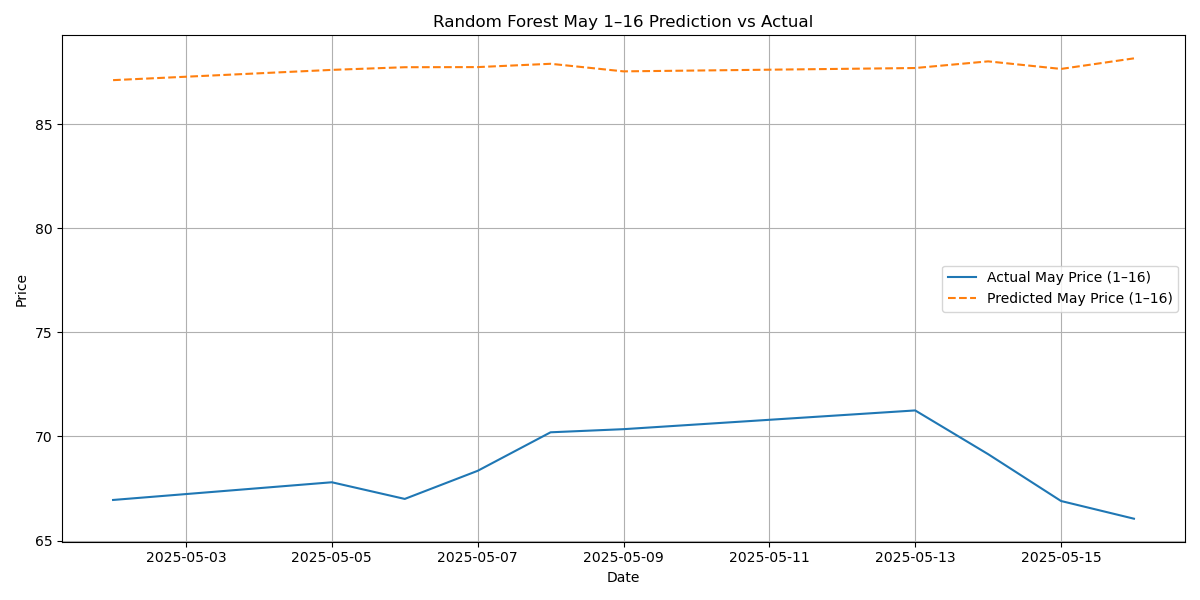 Random Forest May 1–16 Prediction vs Actual
Price
85
80
75
70
65
Actual May Price (1–16)
Predicted May Price (1–16)
2025-05-03 2025-05-05 2025-05-07 2025-05-09 2025-05-11 2025-05-13 2025-05-15
Date